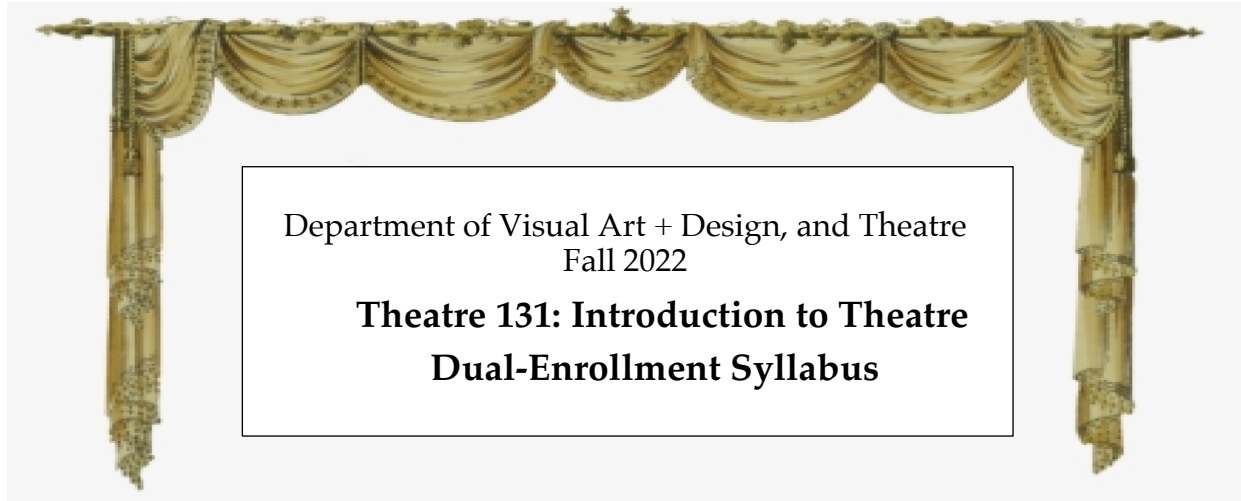 Department of Visual Art + Design, and Theatre
Fall 2022
Theatre 131: Introduction to Theatre
Dual-Enrollment Syllabus